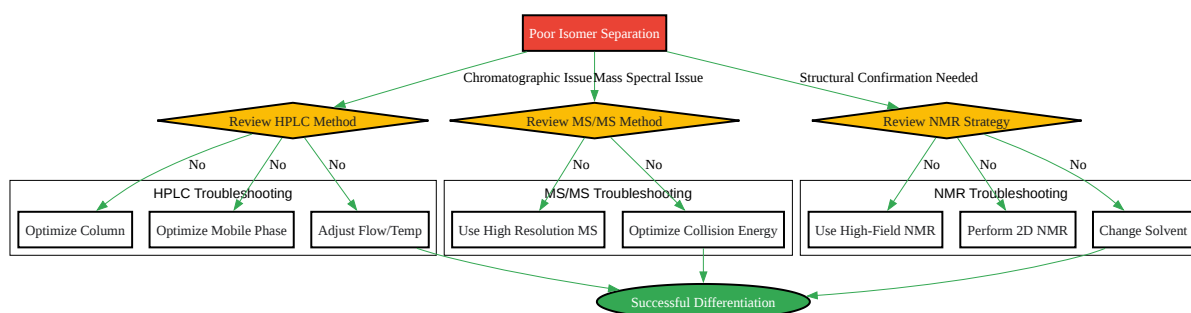 Poor Isomer Separation
Chromatographic Issue
Mass Spectral Issue
Structural Confirmation Needed
Review HPLC Method
Review MS/MS Method
Review NMR Strategy
No
No
No
No
No
No
No
No
HPLC Troubleshooting
MS/MS Troubleshooting
NMR Troubleshooting
Optimize Column
Optimize Mobile Phase
Adjust Flow/Temp
Use High Resolution MS
Optimize Collision Energy
Use High-Field NMR
Perform 2D NMR
Change Solvent
Successful Differentiation